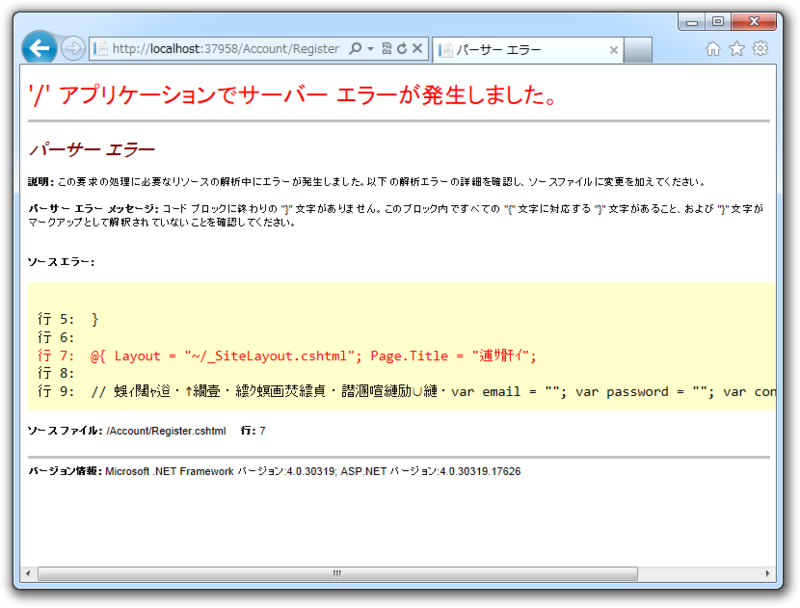 http://localhost:37958/Account/Register
パーサー エラー
'/' アプリケーションでサーバー エラーが発生しました。
パーサー エラー
説明: この要求の処理に必要なリソースの解析中にエラーが発生しました。以下の解析エラーの詳細を確認し、ソースファイルに変更を加えてください。
パーサー エラー メッセージ: コード ブロックに終わりの "}" 文字がありません。このブロック内ですべての "{" 文字に対応する "}" 文字があること、および "}" 文字が
マークアップとして解釈されていないことを確認してください。
ソース エラー:
行 5: }
行 6:
行 7: @{ Layout = "~/_SiteLayout.cshtml"; Page.Title = "
行 8:
行 9: // var email = ""; var password = ""; var con
ソース ファイル: /Account/Register.cshtml 行: 7
バージョン情報: Microsoft .NET Framework バージョン:4.0.30319; ASP.NET バージョン:4.0.30319.17626